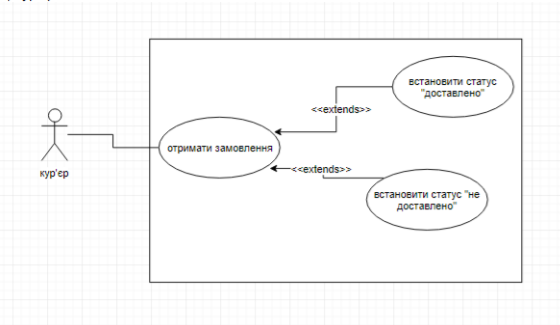 встановити статус
"доставлено"
<<extends>>
отримати замовлення
<<extends>>
кур'єр
встановити статус "не
доставлено"